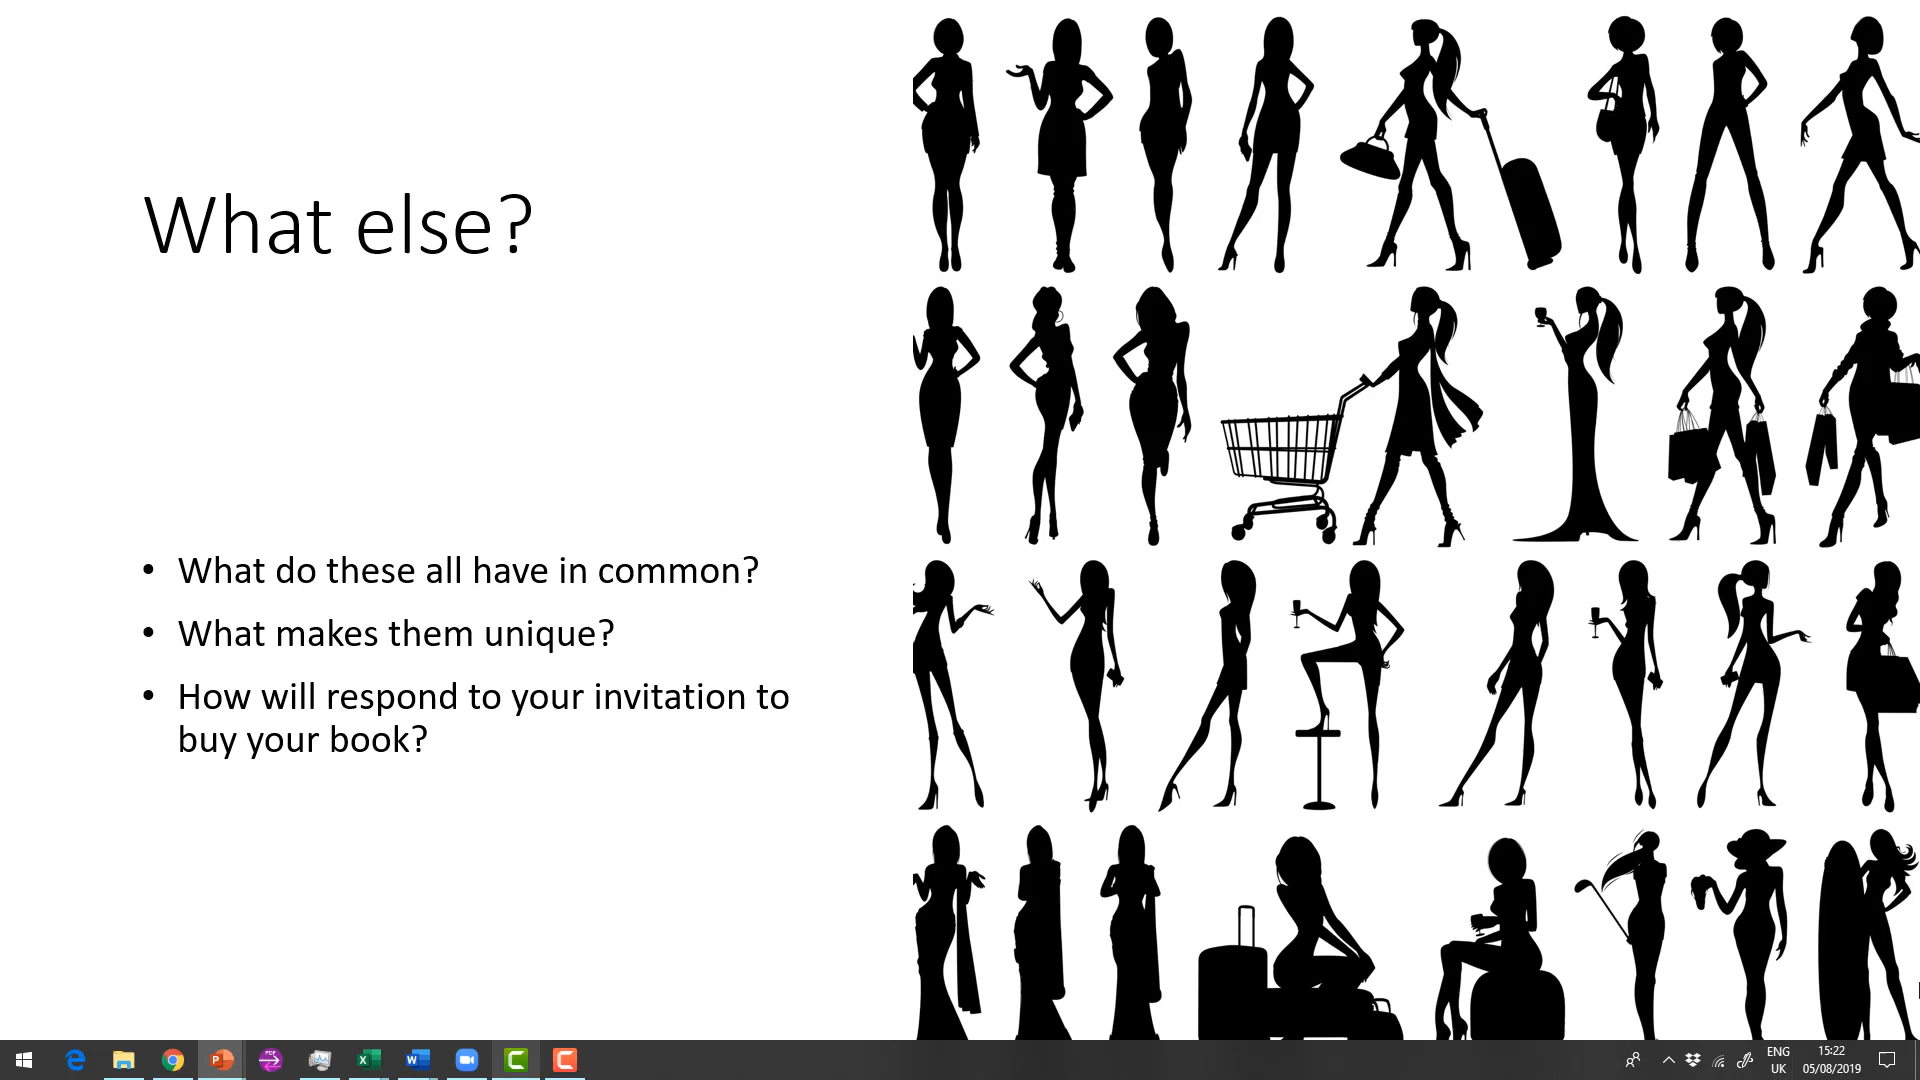 What else?
• What do these all have in common?
• What makes them unique?
• How will respond to your invitation to
buy your book?
ENG
UK
15:22
05/08/2019